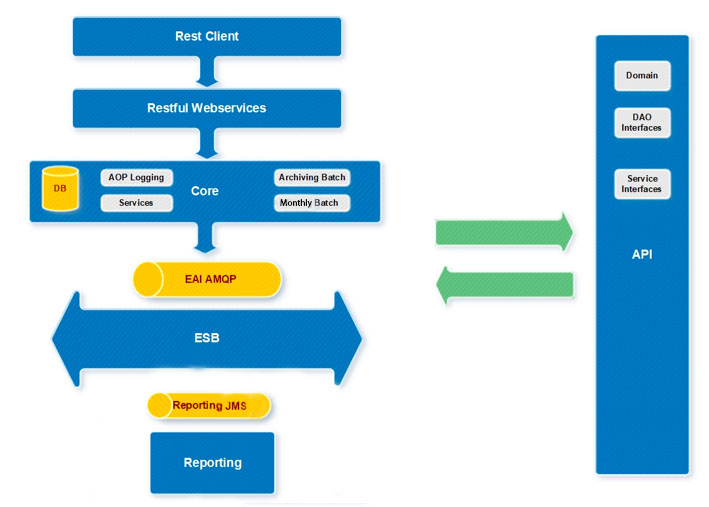 Rest Client
Restful Webservices
DB
AOP Logging
Services
Core
Archiving Batch
Monthly Batch
EAI AMQP
ESB
Reporting JMS
Reporting
Domain
DAO
Interfaces
Service
Interfaces
API